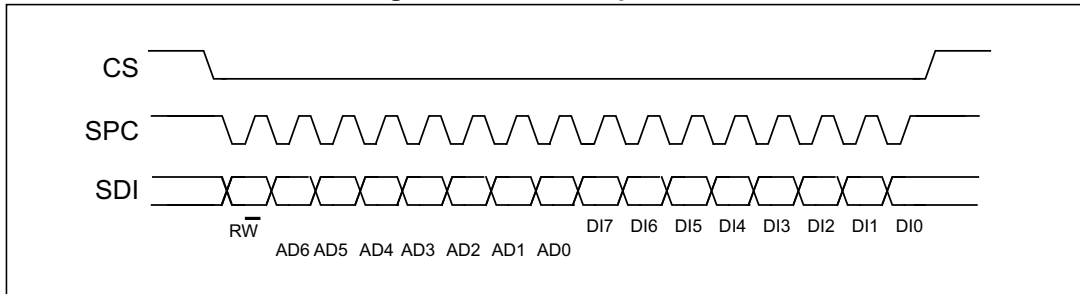 CS
SPC
SDI
RW̅ DI7 DI6 DI5 DI4 DI3 DI2 DI1 DI0
AD6 AD5 AD4 AD3 AD2 AD1 AD0